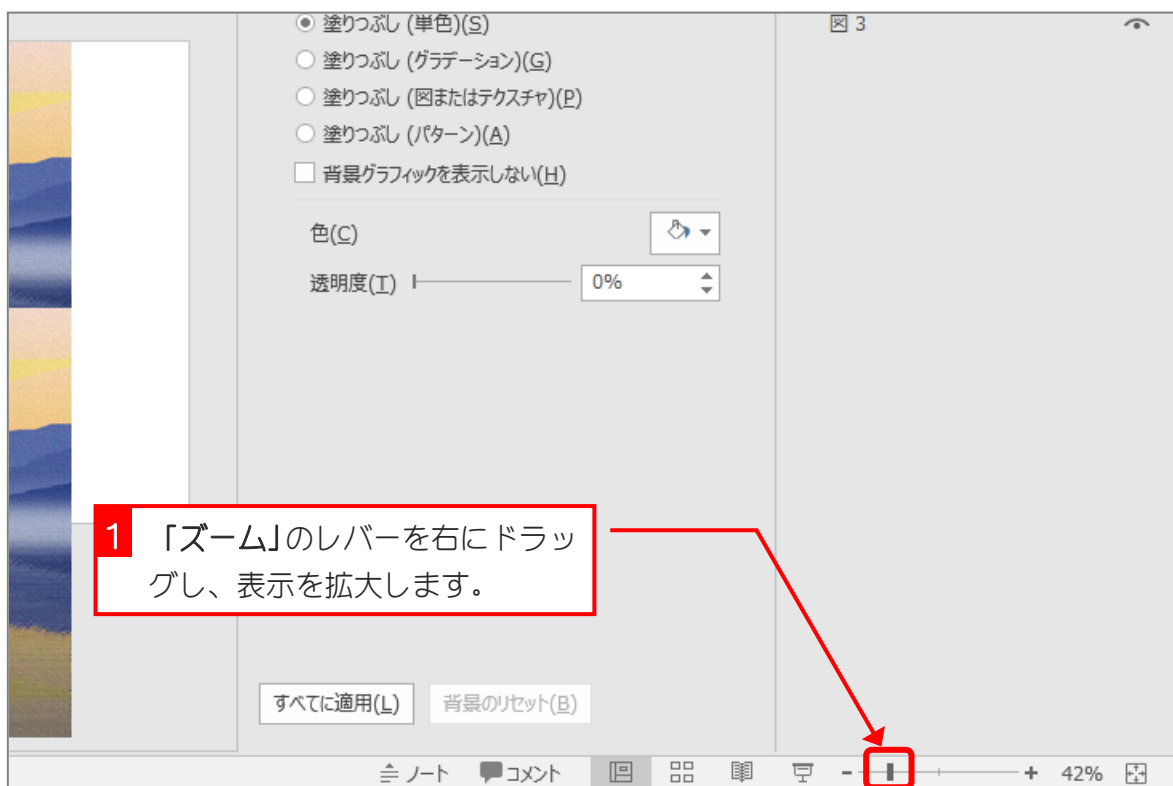 塗りつぶし (単色)(S)
図 3
塗りつぶし (グラデーション)(G)
塗りつぶし (図またはテクスチャ)(P)
塗りつぶし (パターン)(A)
背景グラフィックを表示しない(H)
色(C)
透明度(T)
0%
1 「ズーム」のレバーを右にドラッ
グし、表示を拡大します。
すべてに適用(L) 背景のリセット(B)
ノート コメント - + 42%